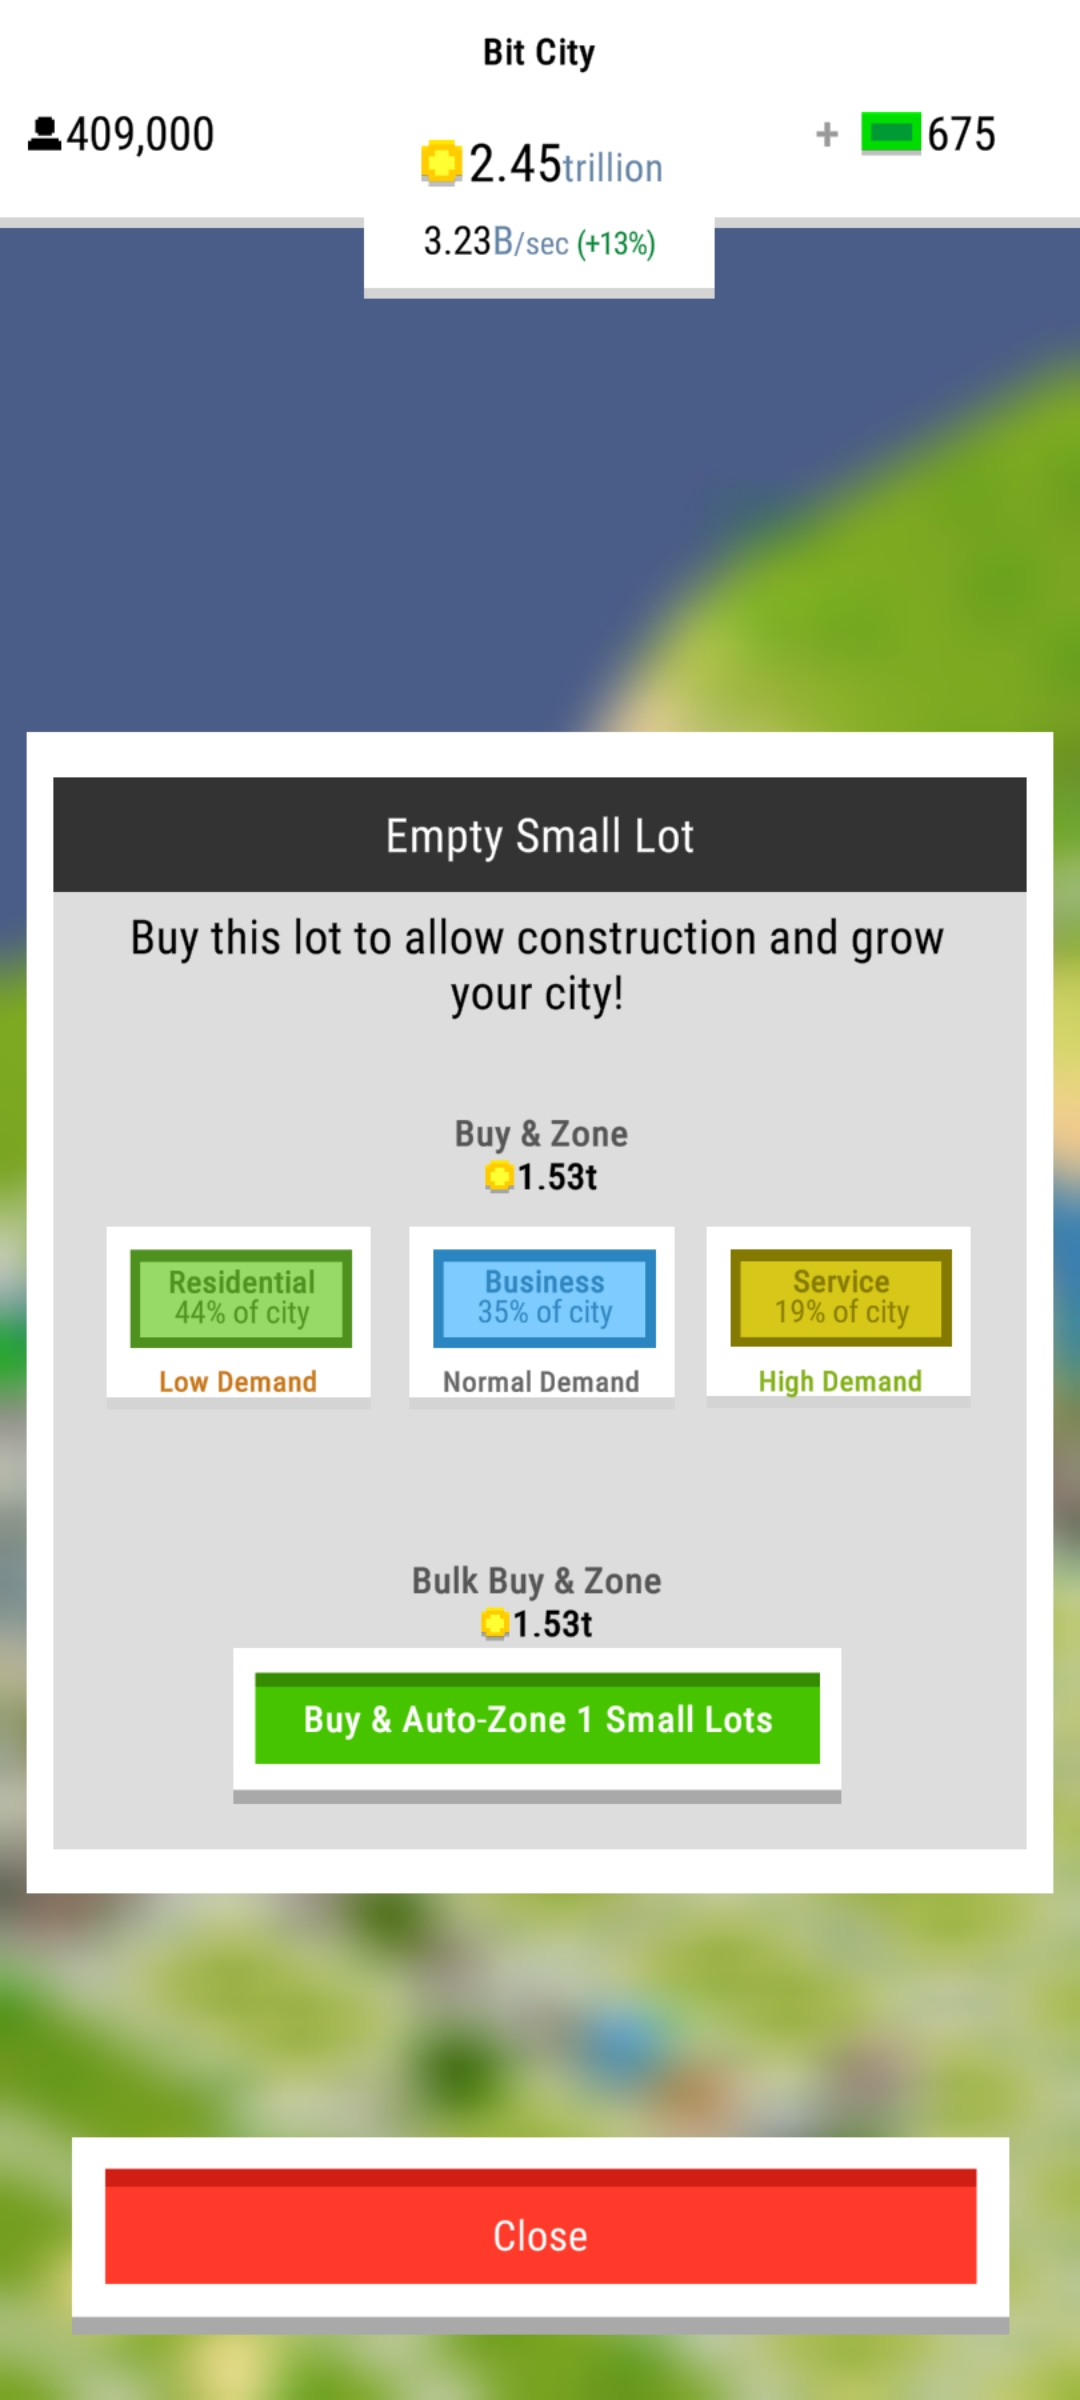 Bit City
409,000
2.45trillion
+ 675
3.23B/sec (+13%)
Empty Small Lot
Buy this lot to allow construction and grow
your city!
Buy & Zone
1.53t
Residential
44% of city
Low Demand
Business
35% of city
Normal Demand
Service
19% of city
High Demand
Bulk Buy & Zone
1.53t
Buy & Auto-Zone 1 Small Lots
Close